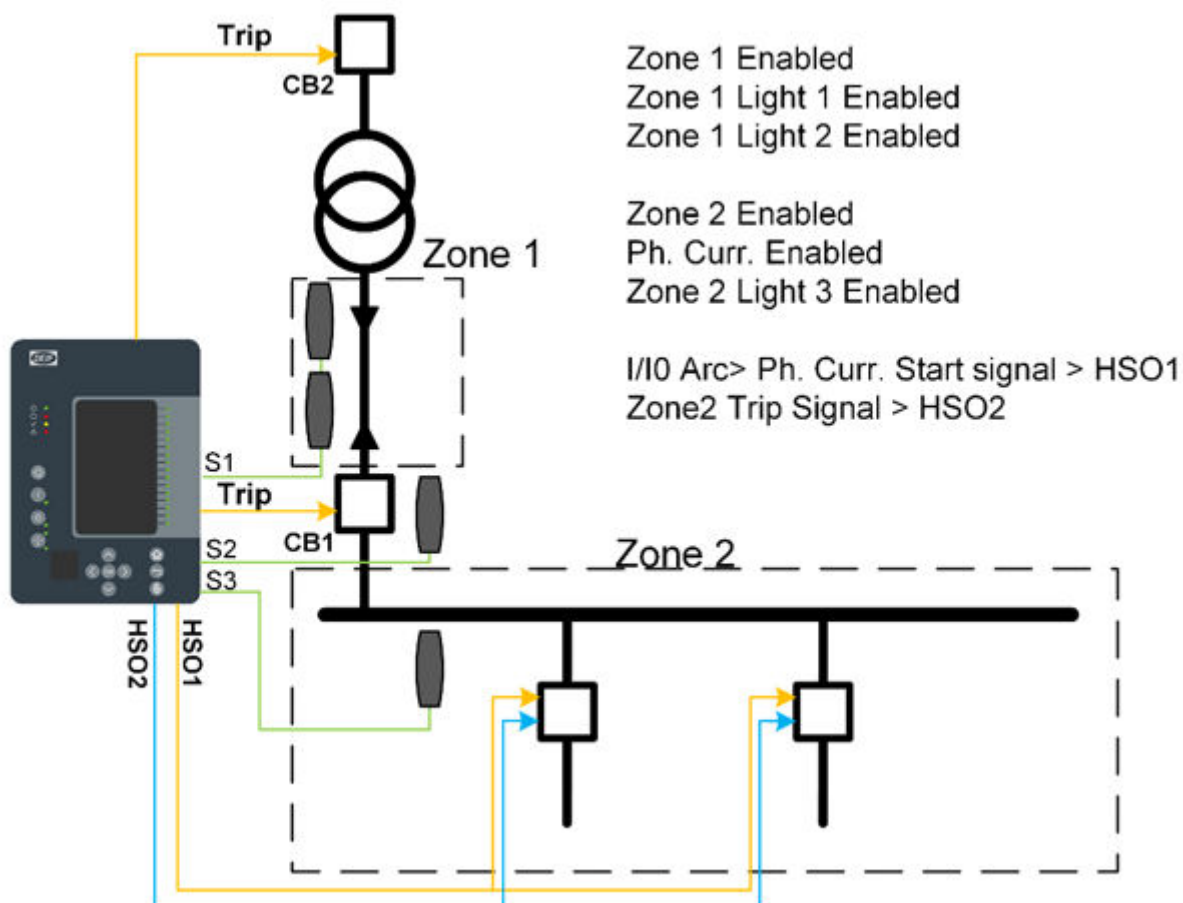 Trip
CB2
Zone 1 Enabled
Zone 1 Light 1 Enabled
Zone 1 Light 2 Enabled
Zone 2 Enabled
Ph. Curr. Enabled
Zone 2 Light 3 Enabled
I/I0 Arc> Ph. Curr. Start signal > HSO1
Zone2 Trip Signal > HSO2
Zone 1
S1
Trip
CB1
S2
S3
Zone 2
HSO2
HSO1